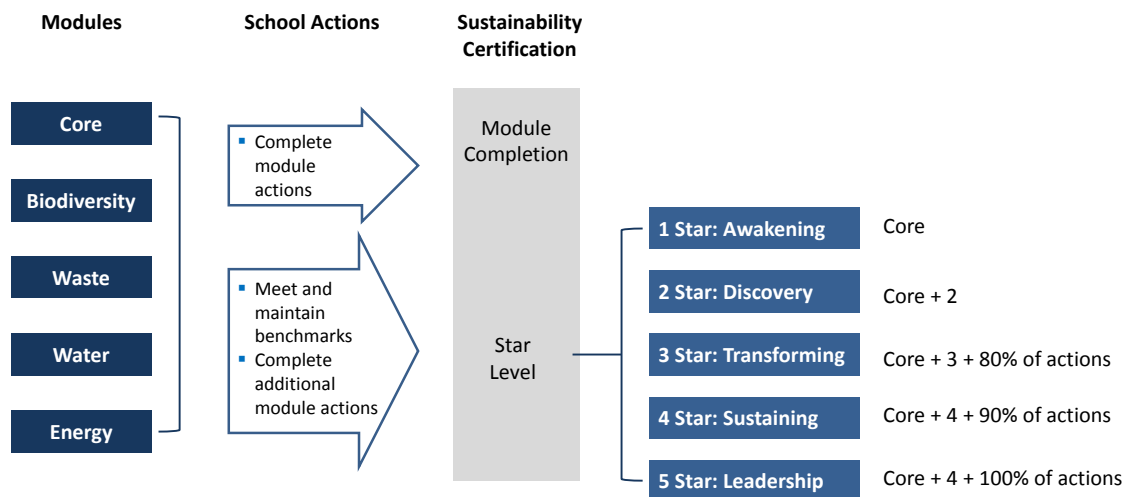 Modules
School Actions
Sustainability
Certification
Core
Biodiversity
Waste
Water
Energy
▪ Complete
module
actions
▪ Meet and
maintain
benchmarks
▪ Complete
additional
module actions
Module
Completion
Star
Level
1 Star: Awakening
Core
2 Star: Discovery
Core + 2
3 Star: Transforming
Core + 3 + 80% of actions
4 Star: Sustaining
Core + 4 + 90% of actions
5 Star: Leadership
Core + 4 + 100% of actions